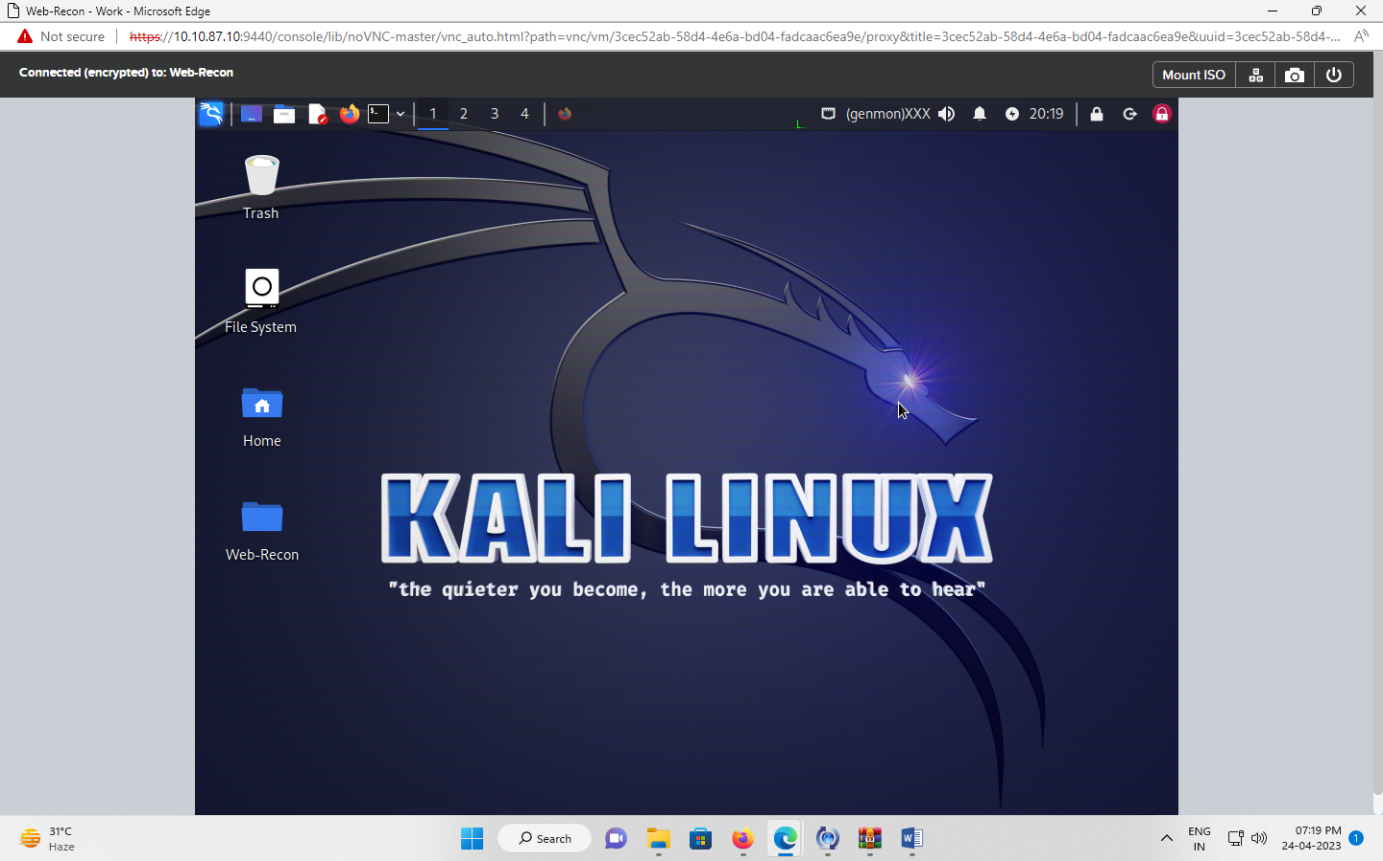 Web-Recon - Work - Microsoft Edge
Not secure https://10.10.87.10:9440/console/lib/noVNC-master/vnc_auto.html?path=vnc/vm/3cec52ab-58d4-4e6a-bd04-fadcaac6ea9e/proxy&title=3cec52ab-58d4-4e6a-bd04-fadcaac6ea9e&uuid=3cec52ab-58d4-...
Connected (encrypted) to: Web-Recon Mount ISO
1 2 3 4 (genmon)XXX 20:19
Trash
File System
Home
Web-Recon
KALI LINUX
"the quieter you become, the more you are able to hear"
31°C
Haze
Search
ENG
IN
07:19 PM
24-04-2023
1